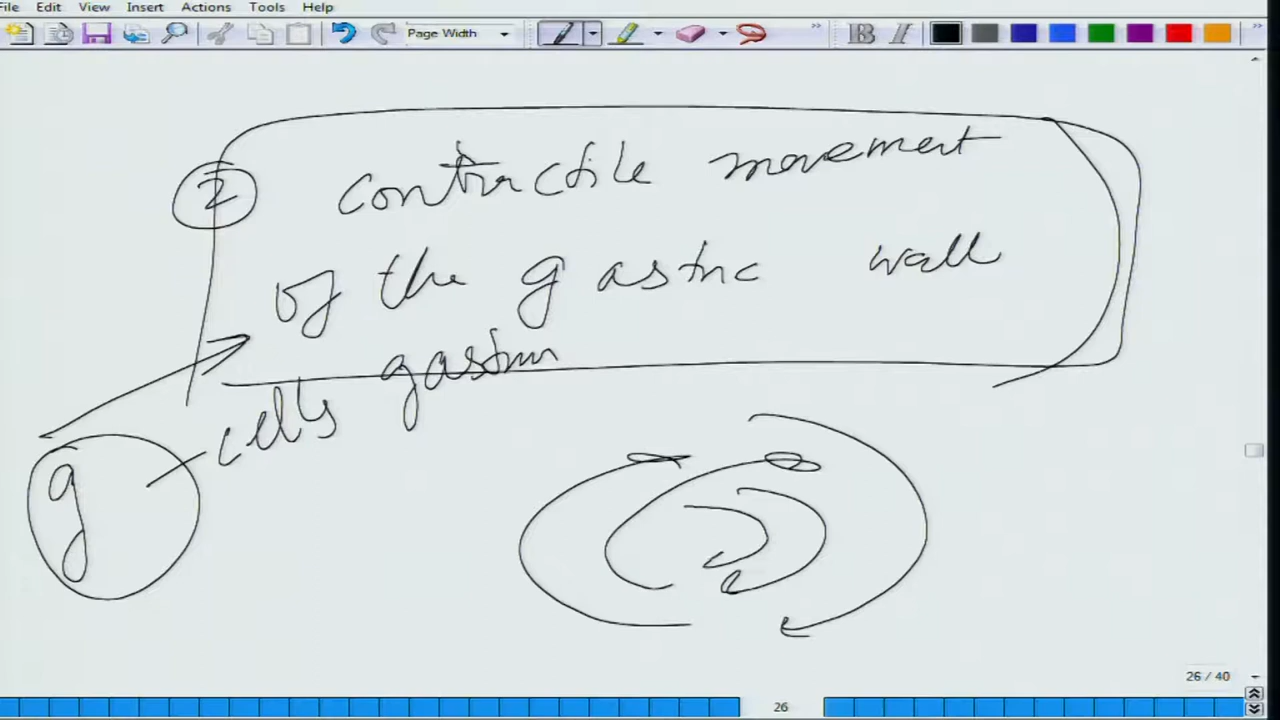 File Edit View Insert Actions Tools Help
Page Width
B I
2 contractile movement
of the gastric wall
g - cells gastrin
26 / 40
26